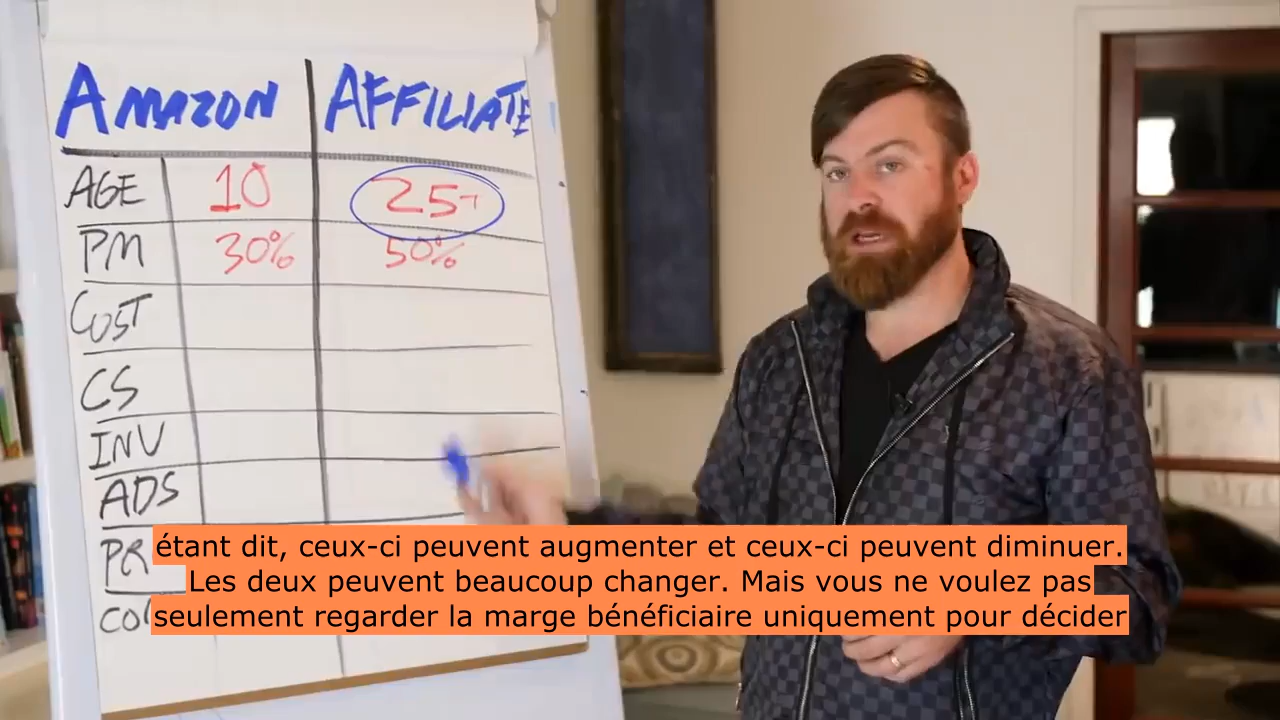 AMAZON AFFILIATE
AGE 10 25+
PM 30% 50%
COST
CS
INV
ADS
PR
étant dit, ceux-ci peuvent augmenter et ceux-ci peuvent diminuer.
Les deux peuvent beaucoup changer. Mais vous ne voulez pas
seulement regarder la marge bénéficiaire uniquement pour décider